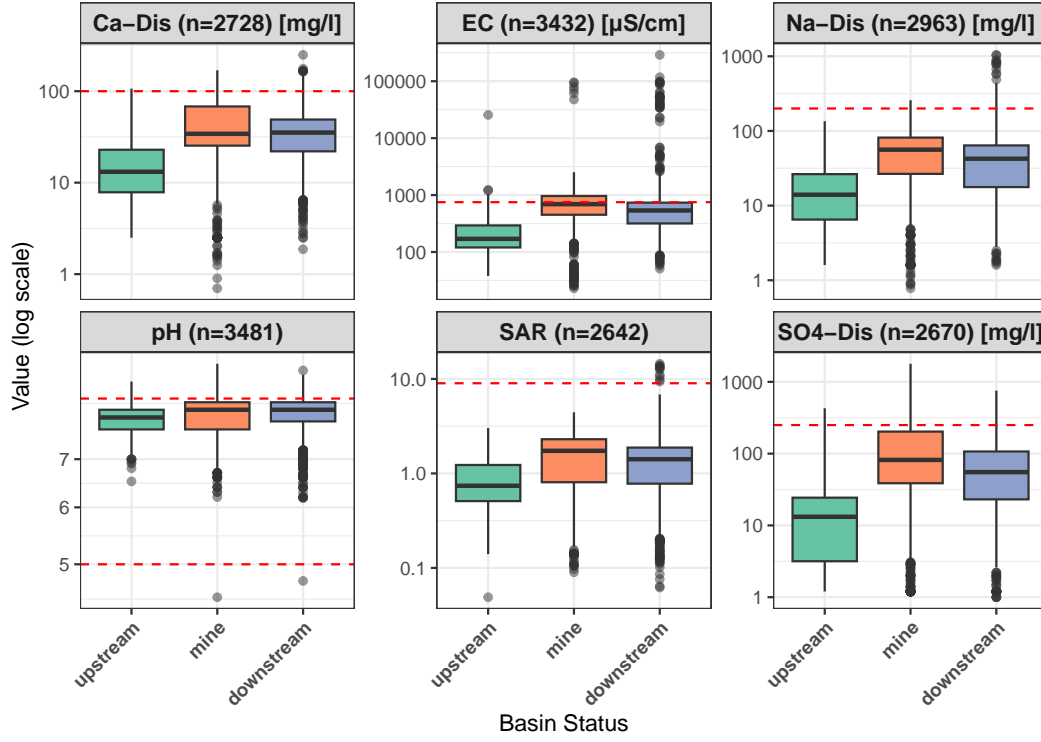 Ca−Dis (n=2728) [mg/l]
EC (n=3432) [µS/cm]
Na−Dis (n=2963) [mg/l]
100
10
1
100000
10000
1000
100
1000
100
10
1
pH (n=3481)
SAR (n=2642)
SO4−Dis (n=2670) [mg/l]
7
6
5
10.0
1.0
0.1
1000
100
10
1
upstream
mine
downstream
upstream
mine
downstream
upstream
mine
downstream
Value (log scale)
Basin Status